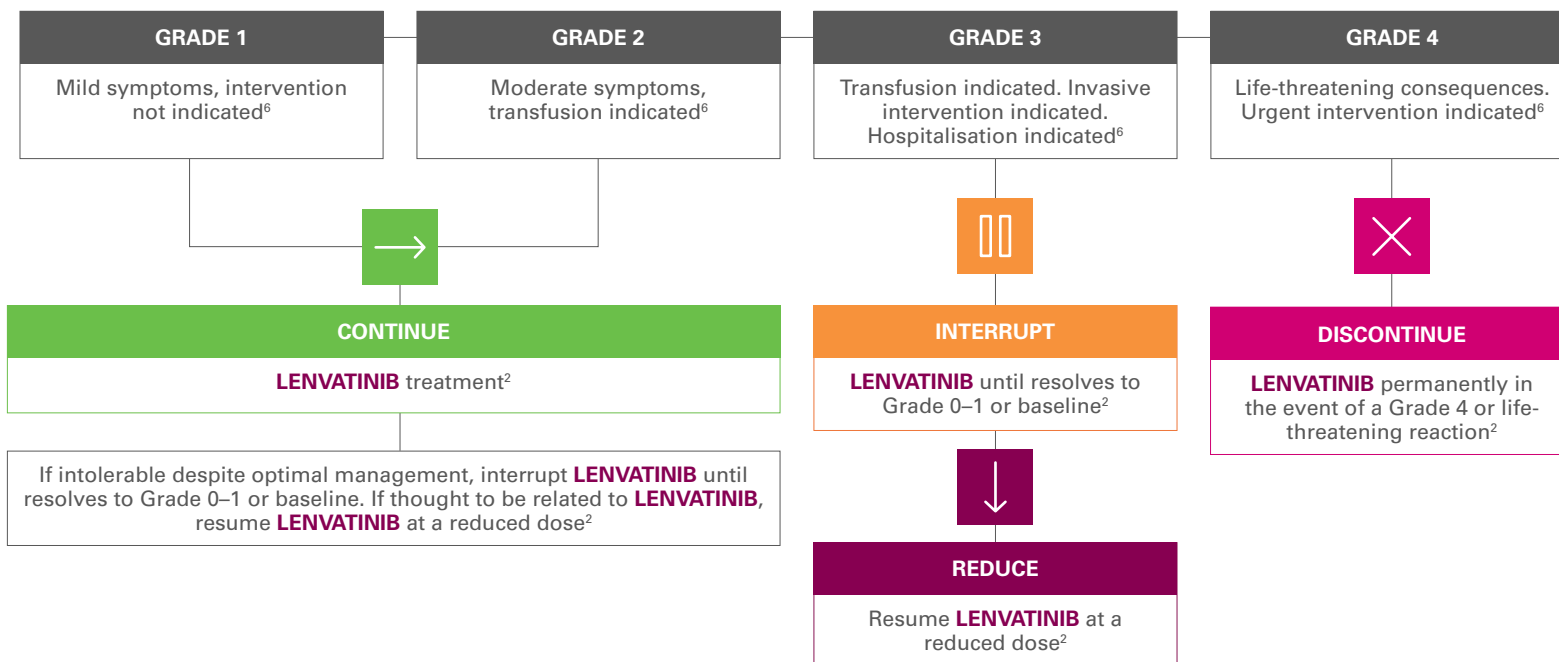 GRADE 1
Mild symptoms, intervention
not indicated⁶
GRADE 2
Moderate symptoms,
transfusion indicated⁶
GRADE 3
Transfusion indicated. Invasive
intervention indicated.
Hospitalisation indicated⁶
GRADE 4
Life-threatening consequences.
Urgent intervention indicated⁶
CONTINUE
LENVATINIB treatment²
If intolerable despite optimal management, interrupt LENVATINIB until
resolves to Grade 0–1 or baseline. If thought to be related to LENVATINIB,
resume LENVATINIB at a reduced dose²
INTERRUPT
LENVATINIB until resolves to
Grade 0–1 or baseline²
REDUCE
Resume LENVATINIB at a
reduced dose²
DISCONTINUE
LENVATINIB permanently in
the event of a Grade 4 or life-
threatening reaction²